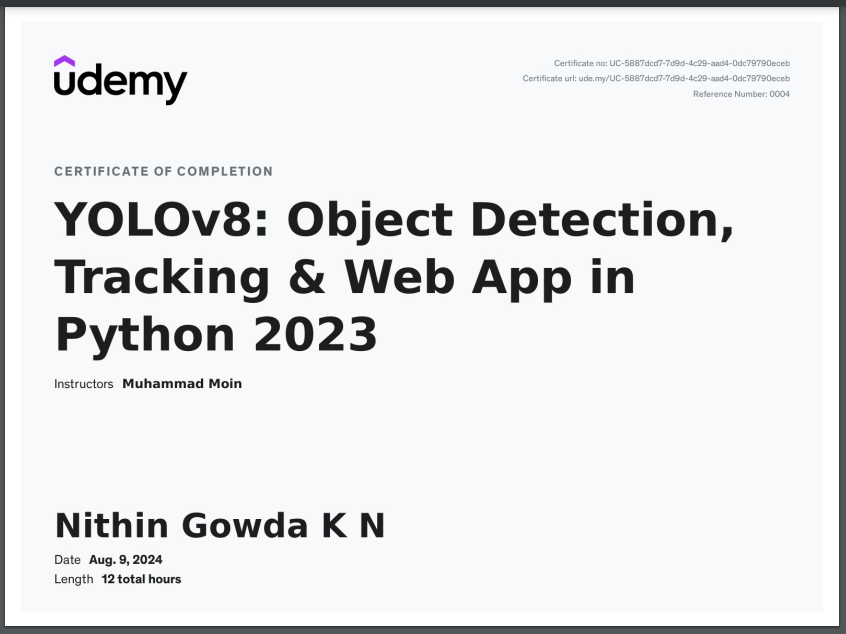 udemy
Certificate no: UC-5887dcd7-7d9d-4c29-aad4-0dc79790eceb
Certificate url: ude.my/UC-5887dcd7-7d9d-4c29-aad4-0dc79790eceb
Reference Number: 0004
CERTIFICATE OF COMPLETION
YOLOv8: Object Detection,
Tracking & Web App in
Python 2023
Instructors Muhammad Moin
Nithin Gowda K N
Date Aug. 9, 2024
Length 12 total hours